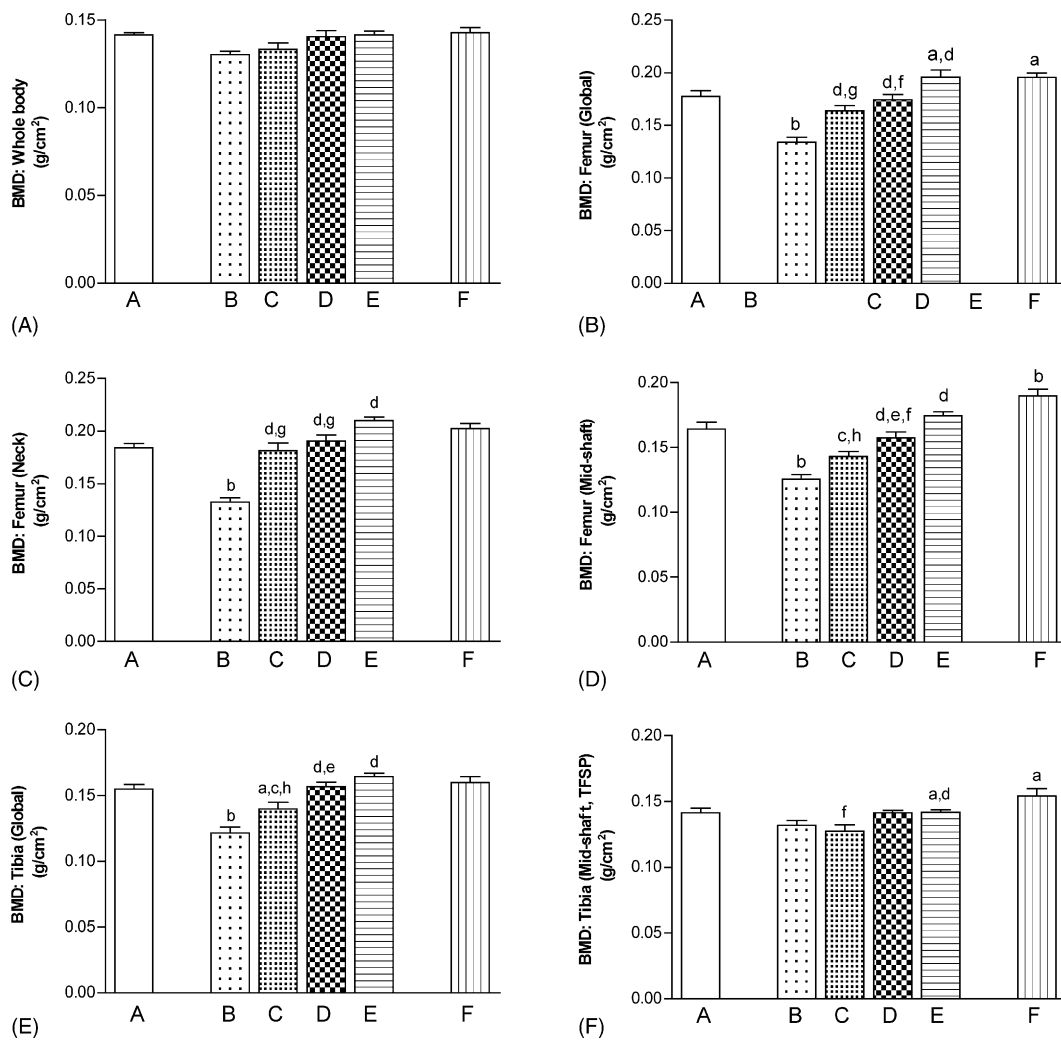 BMD: Whole body
(g/cm²)
0.15
0.10
0.05
0.00
A B C D E F
(A)
BMD: Femur (Global)
(g/cm²)
0.25
0.20
0.15
0.10
0.05
0.00
b
d,g
d,f
a,d
a
A B C D E F
(B)
BMD: Femur (Neck)
(g/cm²)
0.25
0.20
0.15
0.10
0.05
0.00
b
d,g
d,g
d
A B C D E F
(C)
BMD: Femur (Mid-shaft)
(g/cm²)
0.20
0.15
0.10
0.05
0.00
b
c,h
d,e,f
d
b
A B C D E F
(D)
BMD: Tibia (Global)
(g/cm²)
0.20
0.15
0.10
0.05
0.00
b
a,c,h
d,e
d
A B C D E F
(E)
BMD: Tibia (Mid-shaft, TFSP)
(g/cm²)
0.20
0.15
0.10
0.05
0.00
f
a,d
a
A B C D E F
(F)